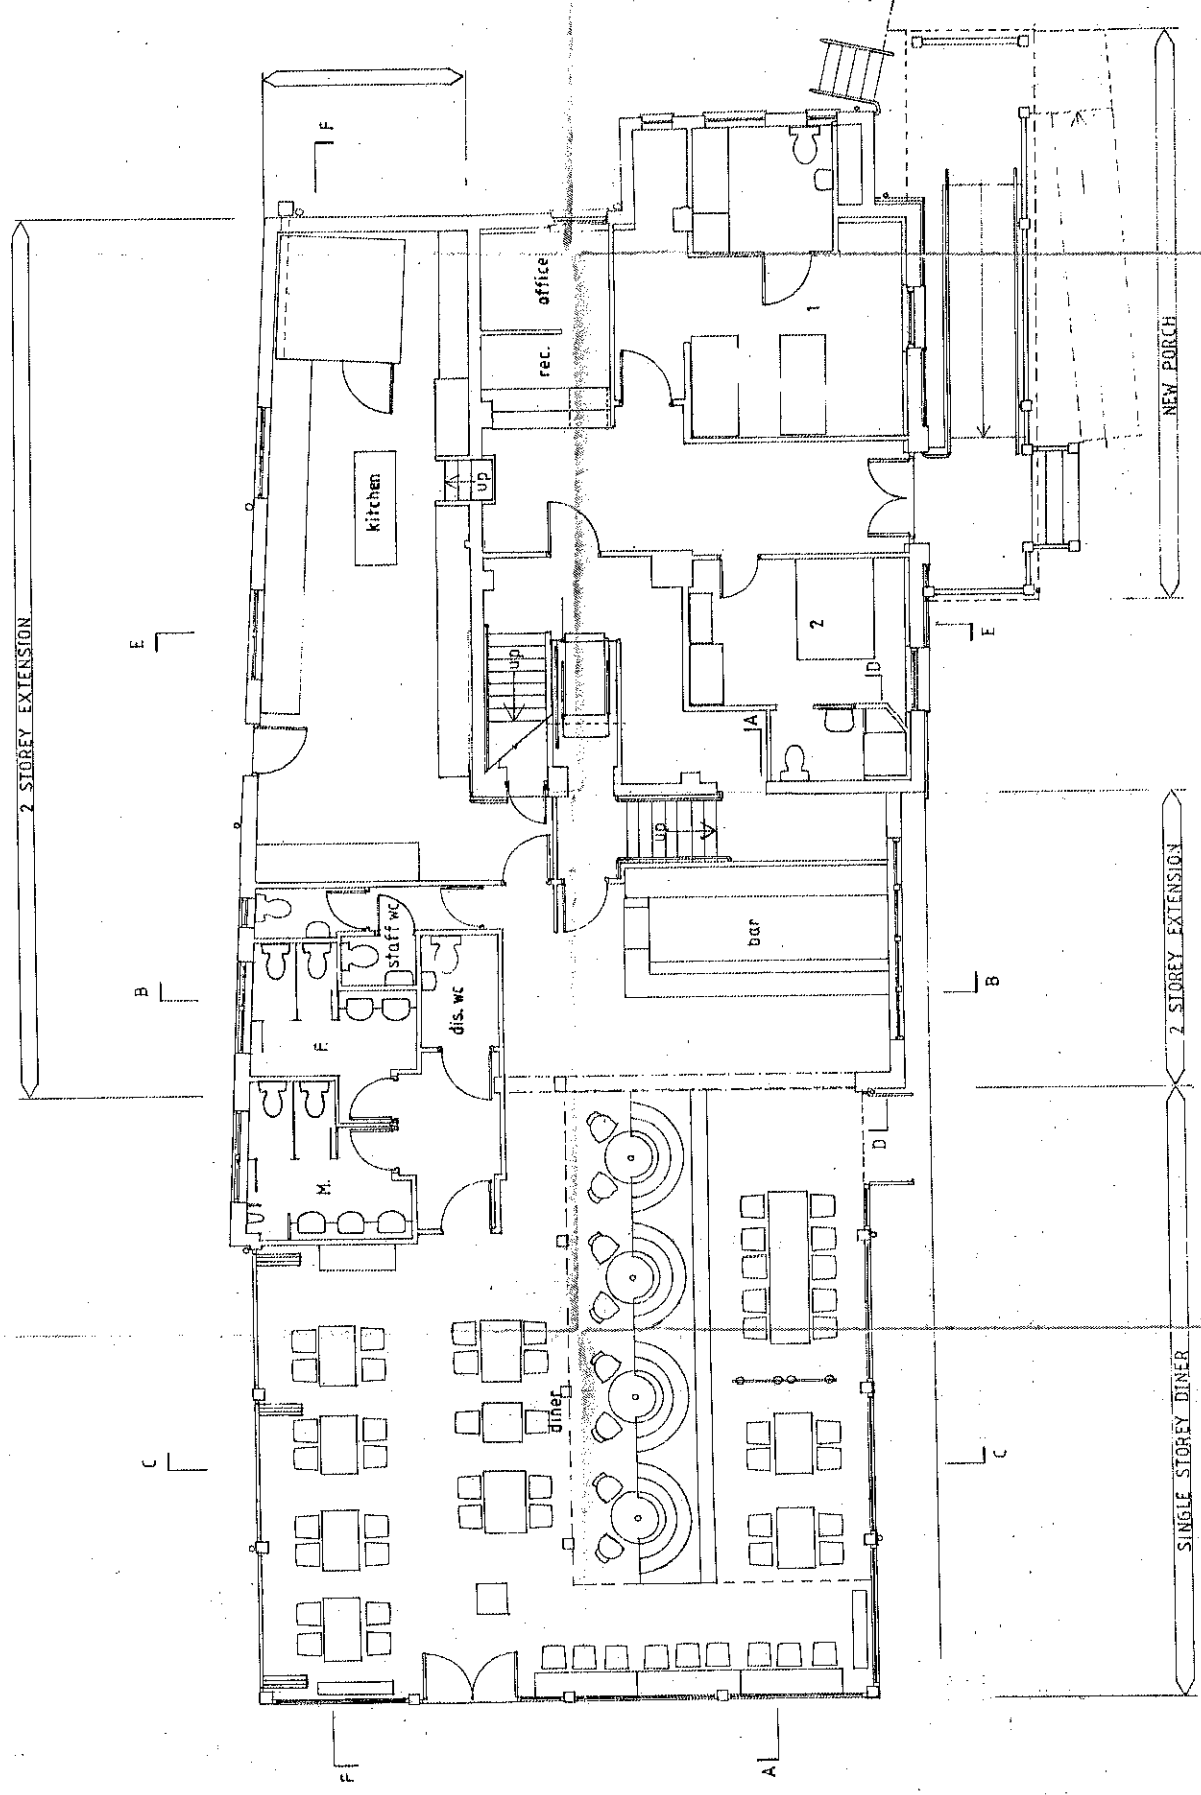 F
office
rec.
1
NEW PORCH
Kitchen
up
E
2 STOREY EXTENSION
up
2
E
D
A
up
bar
staff wc
dis. wc
B
B
F.
2 STOREY EXTENSION
M.
D
diner
C
C
SINGLE STOREY DINER
F
A